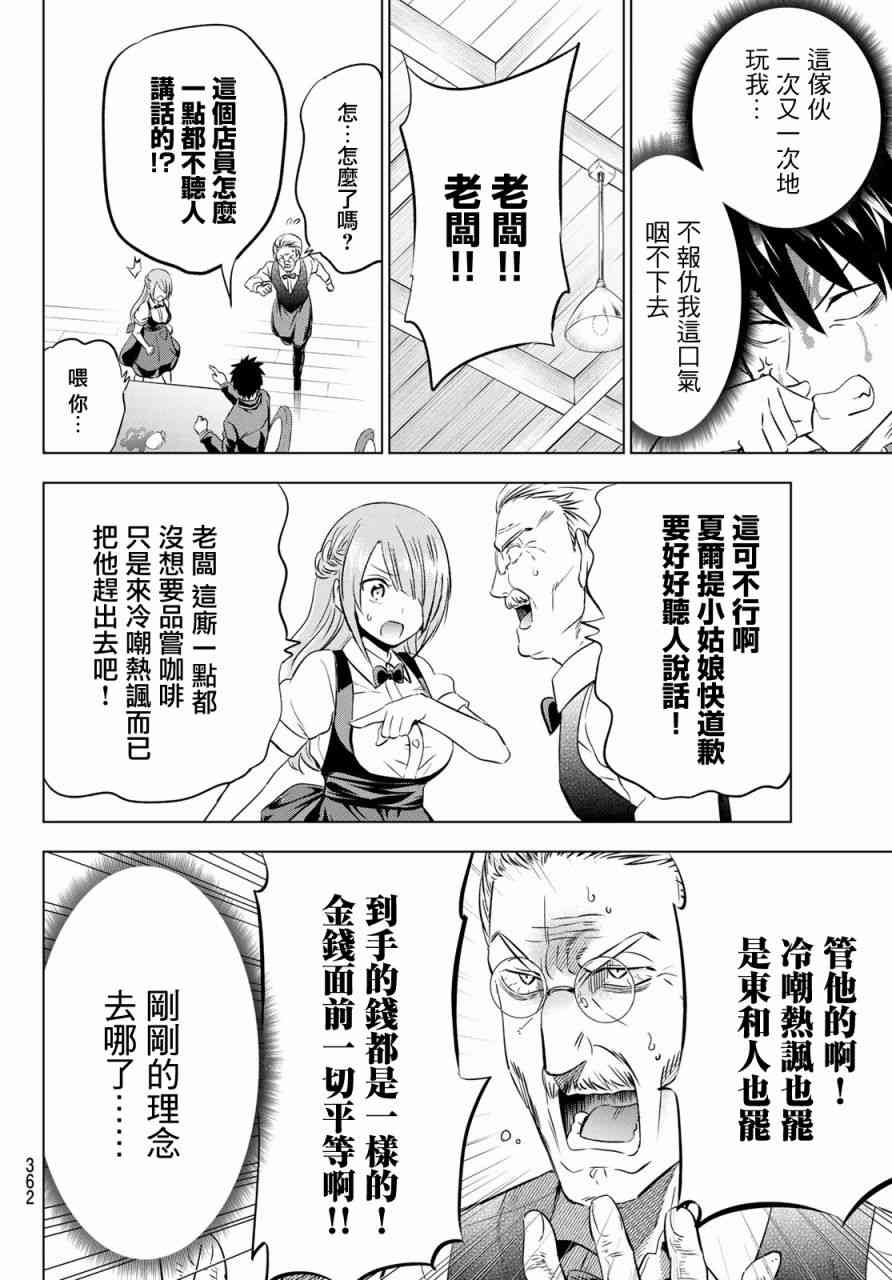 這傢伙
一次又一次地
玩我…
不報仇我這口氣
咽不下去
老闆!!
老闆!!
怎…怎麼了嗎?
這個店員怎麼
一點都不聽人
講話的!?
喂你…
這可不行啊
夏爾提小姑娘快道歉
要好好聽人說話!
老闆 這廝一點都
沒想要品嘗咖啡
只是來冷嘲熱諷而已
把他趕出去吧!
管他的啊!
冷嘲熱諷也罷
是東和人也罷
到手的錢都是一樣的!
金錢面前一切平等啊!!
剛剛的理念
去哪了……
362